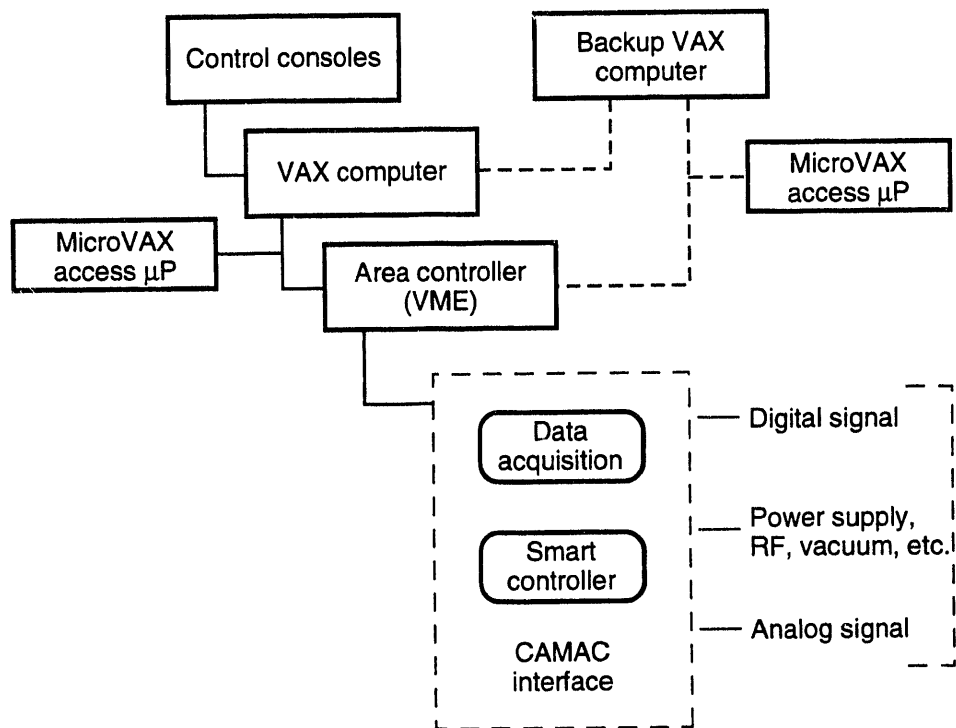 Control consoles
Backup VAX
computer
VAX computer
MicroVAX
access μP
MicroVAX
access μP
Area controller
(VME)
Data
acquisition
Digital signal
Power supply,
RF, vacuum, etc.
Smart
controller
Analog signal
CAMAC
interface